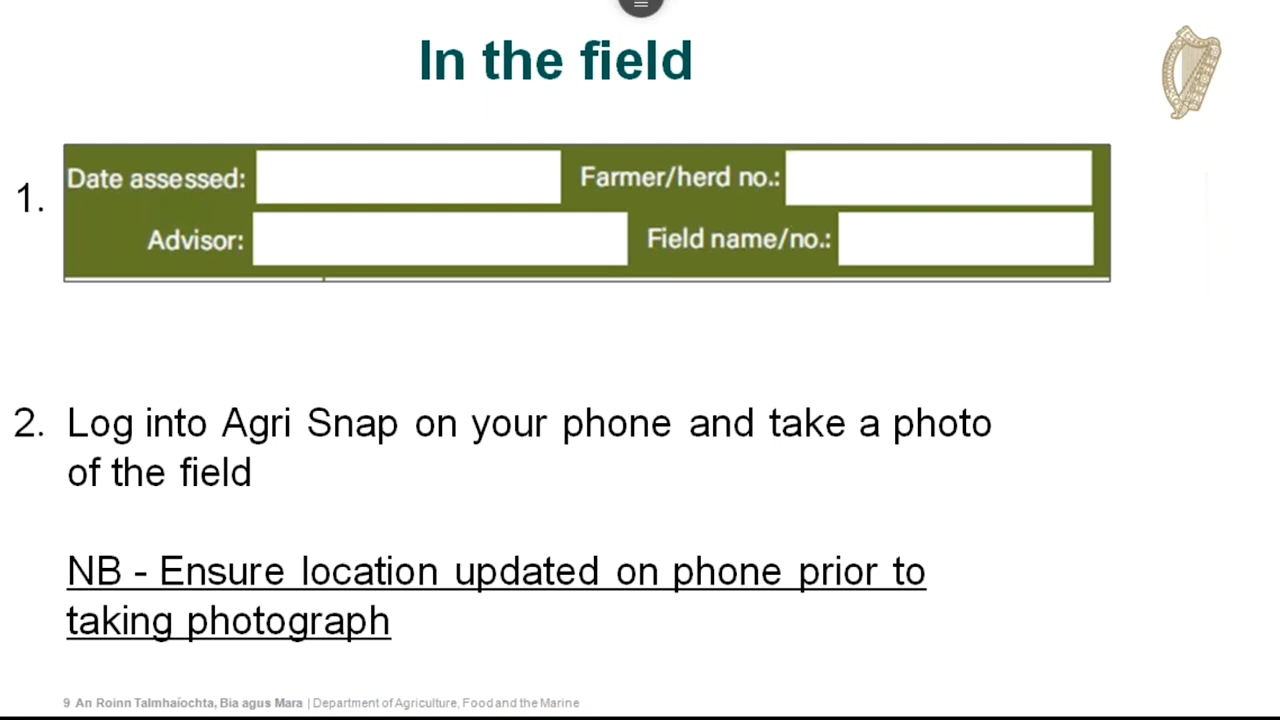 In the field
1.
Date assessed: Farmer/herd no.:
Advisor: Field name/no.:
2. Log into Agri Snap on your phone and take a photo
of the field
NB - Ensure location updated on phone prior to
taking photograph
9 An Roinn Talmhaíochta, Bia agus Mara | Department of Agriculture, Food and the Marine